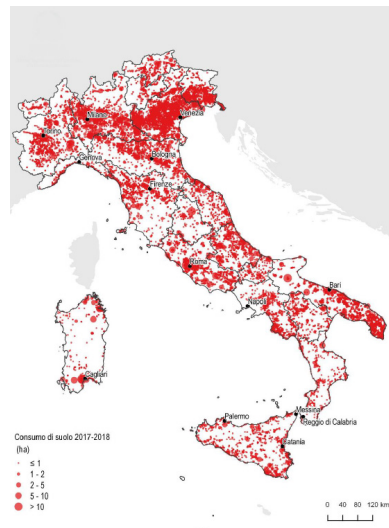 Milano
Venezia
Torino
Genova
Bologna
Firenze
Roma
Bari
Napoli
Cagliari
Messina
Palermo
Reggio di Calabria
Catania
Consumo di suolo 2017-2018
(ha)
≤ 1
1 - 2
2 - 5
5 - 10
> 10
0 40 80 120 km